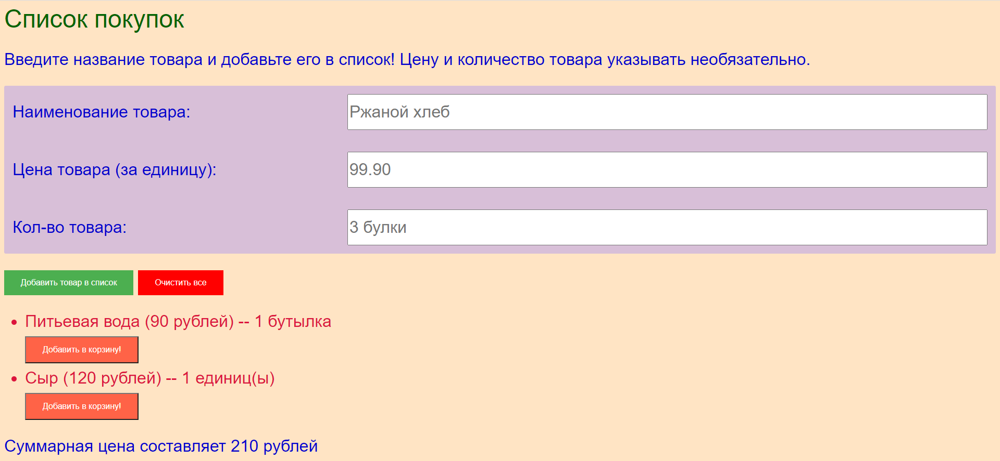 Список покупок
Введите название товара и добавьте его в список! Цену и количество товара указывать необязательно.
Наименование товара:
Ржаной хлеб
Цена товара (за единицу):
99.90
Кол-во товара:
3 булки
Добавить товар в список
Очистить все
Питьевая вода (90 рублей) -- 1 бутылка
Добавить в корзину!
Сыр (120 рублей) -- 1 единиц(ы)
Добавить в корзину!
Суммарная цена составляет 210 рублей